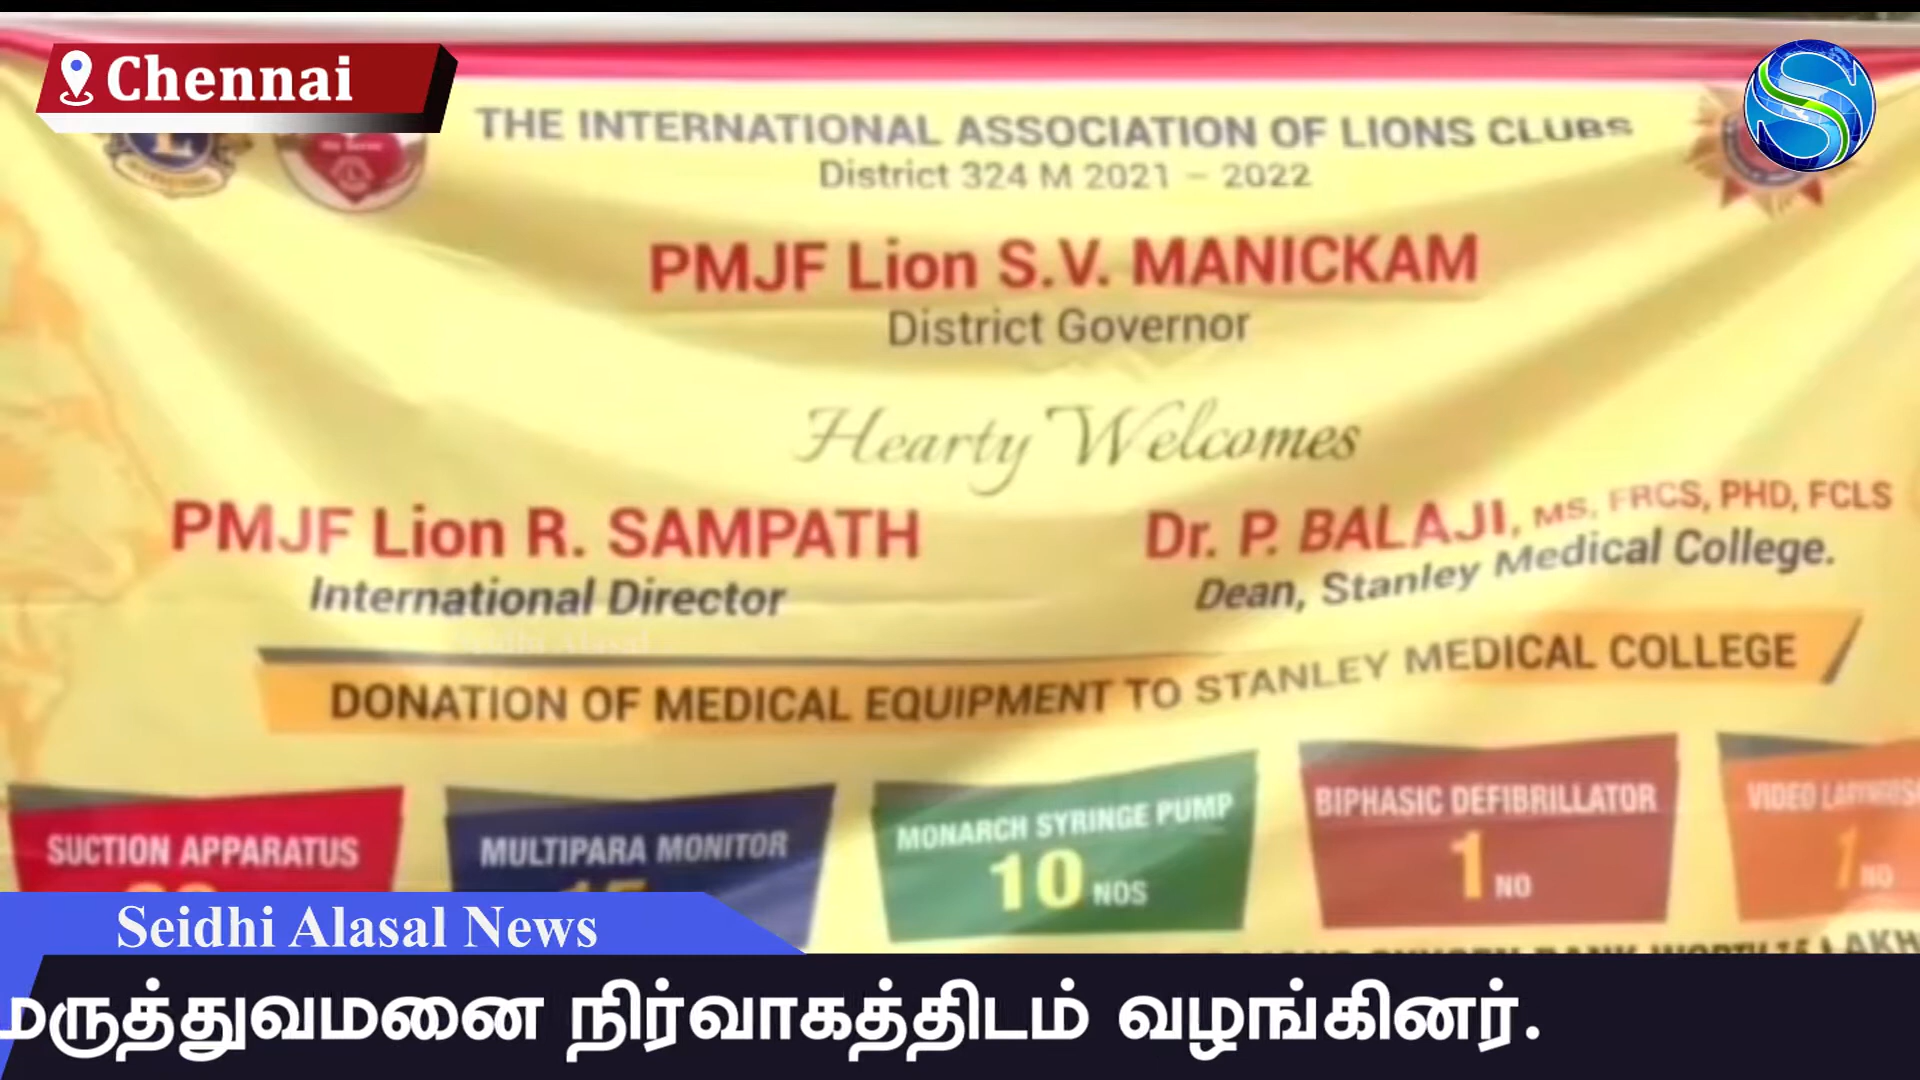 Chennai
THE INTERNATIONAL ASSOCIATION OF LIONS CLUBS
District 324 M 2021 – 2022
PMJF Lion S.V. MANICKAM
District Governor
Hearty Welcomes
PMJF Lion R. SAMPATH
International Director
Dr. P. BALAJI, MS, FRCS, PHD, FCLS
Dean, Stanley Medical College.
Seidhi Alasal
DONATION OF MEDICAL EQUIPMENT TO STANLEY MEDICAL COLLEGE
SUCTION APPARATUS
MULTIPARA MONITOR
15
MONARCH SYRINGE PUMP
10 NOS
BIPHASIC DEFIBRILLATOR
1 NO
VIDEO
1 NO
Seidhi Alasal News
மருத்துவமனை நிர்வாகத்திடம் வழங்கினர்.